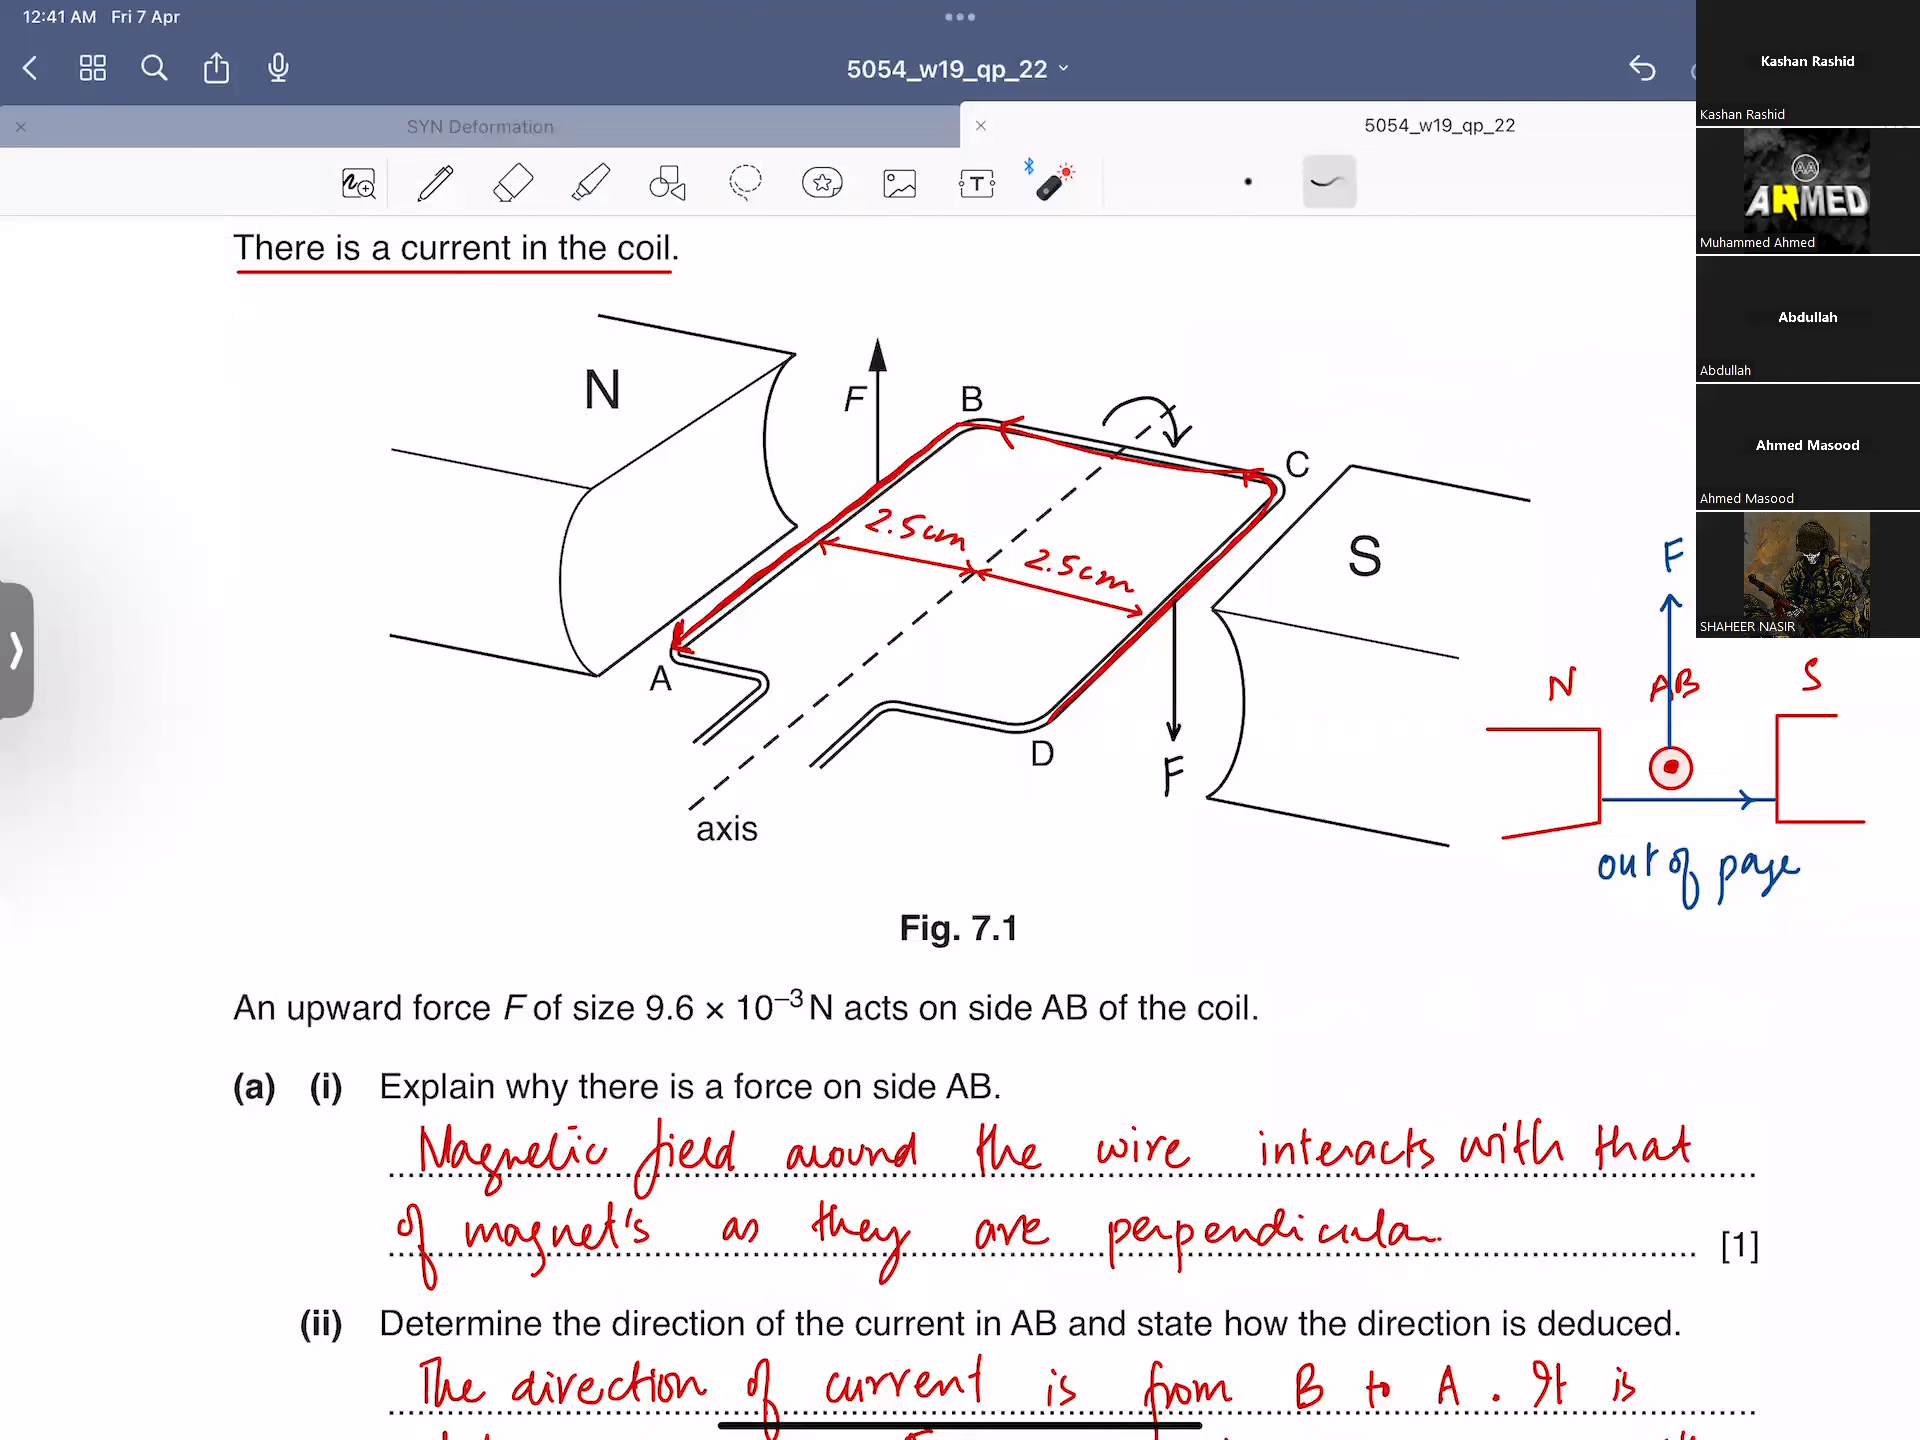 12:41 AM Fri 7 Apr
5054_w19_qp_22
SYN Deformation
5054_w19_qp_22
Kashan Rashid
Kashan Rashid
AA
ARMED
Muhammed Ahmed
Abdullah
Abdullah
Ahmed Masood
Ahmed Masood
SHAHEER NASIR
T
There is a current in the coil.
N
F
B
C
2.5cm
2.5cm
S
A
D
F
axis
F
N AB S
out of page
Fig. 7.1
An upward force F of size 9.6 × 10⁻³ N acts on side AB of the coil.
(a) (i) Explain why there is a force on side AB.
Magnetic field around the wire interacts with that
of magnet's as they are perpendicular.
[1]
(ii) Determine the direction of the current in AB and state how the direction is deduced.
The direction of current is from B to A. It is